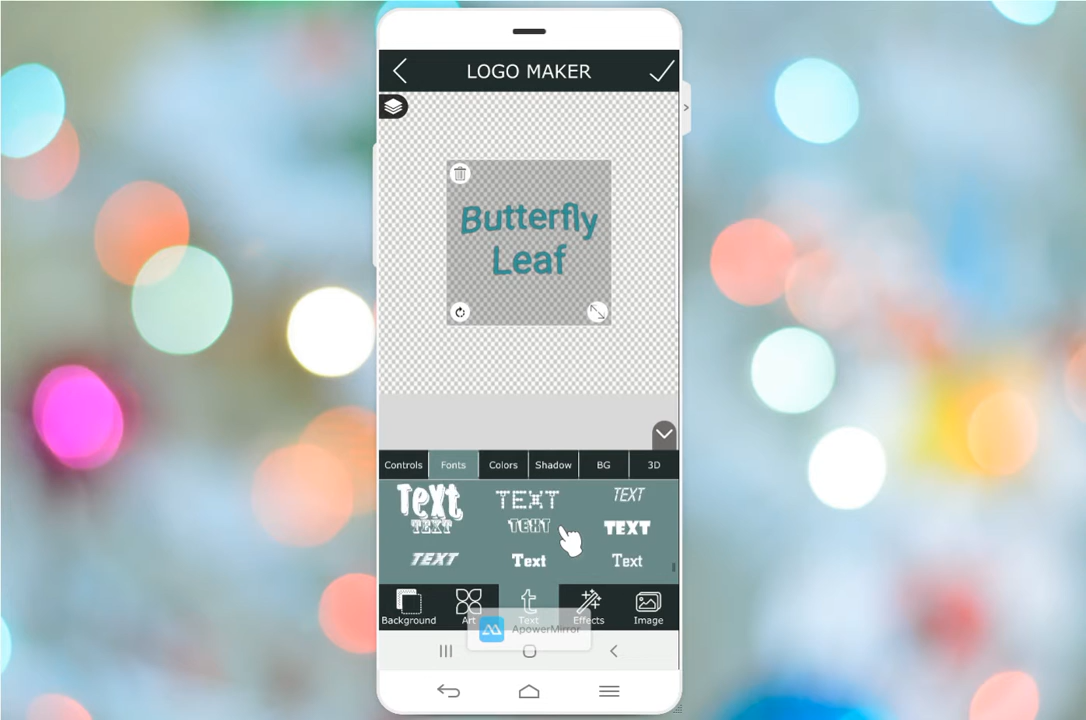 LOGO MAKER
Butterfly
Leaf
Controls Fonts Colors Shadow BG 3D
Text TEXT TEXT
TEXT TEXT TEXT
TEXT Text Text
Background Art Text Effects Image
ApowerMirror